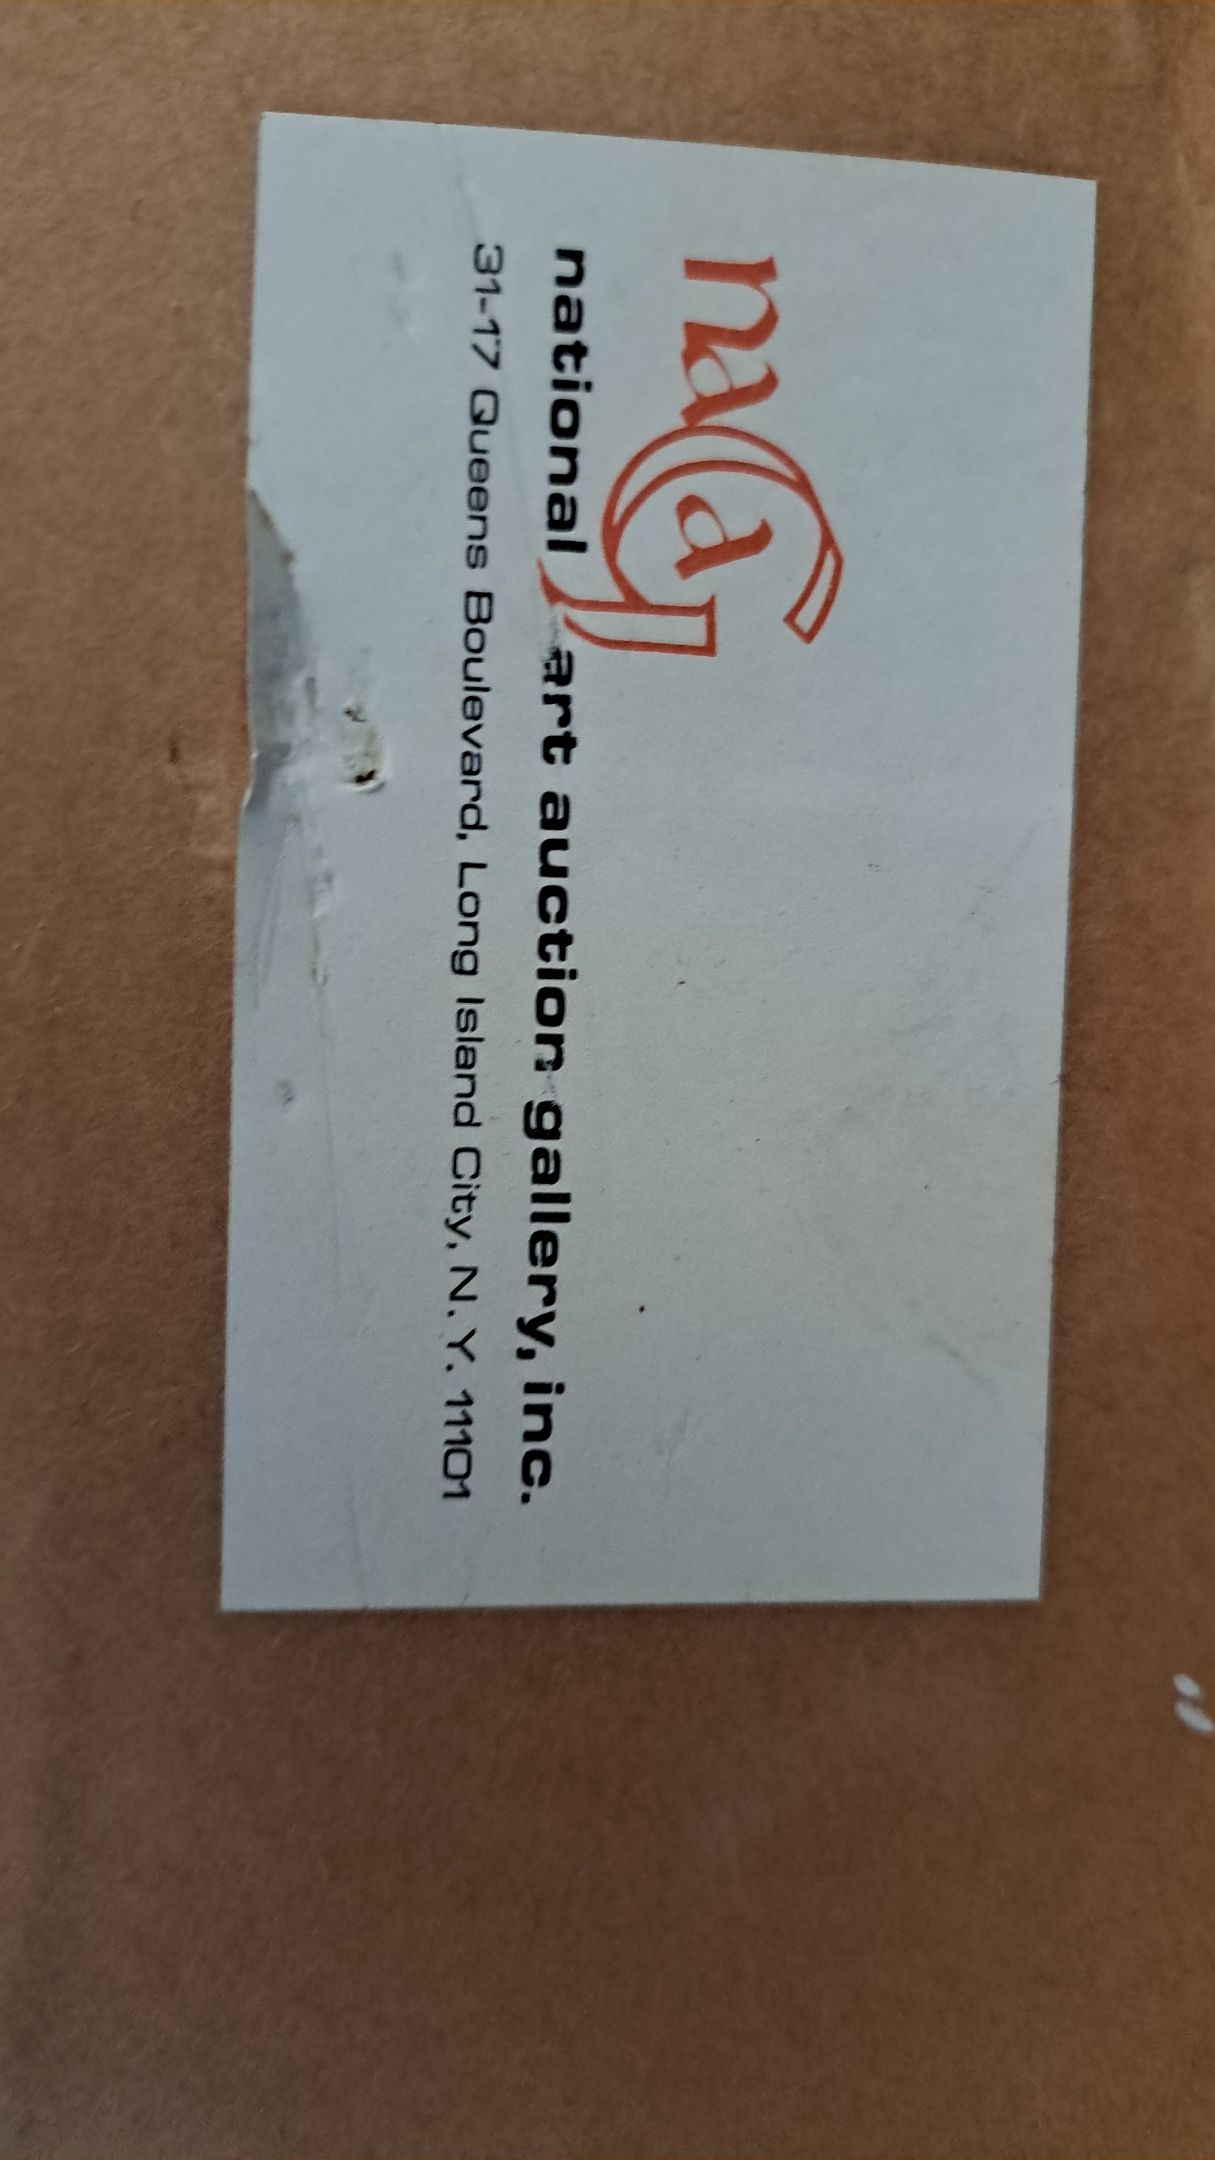 naag
national art auction gallery, inc.
31-17 Queens Boulevard, Long Island City, N.Y. 11101